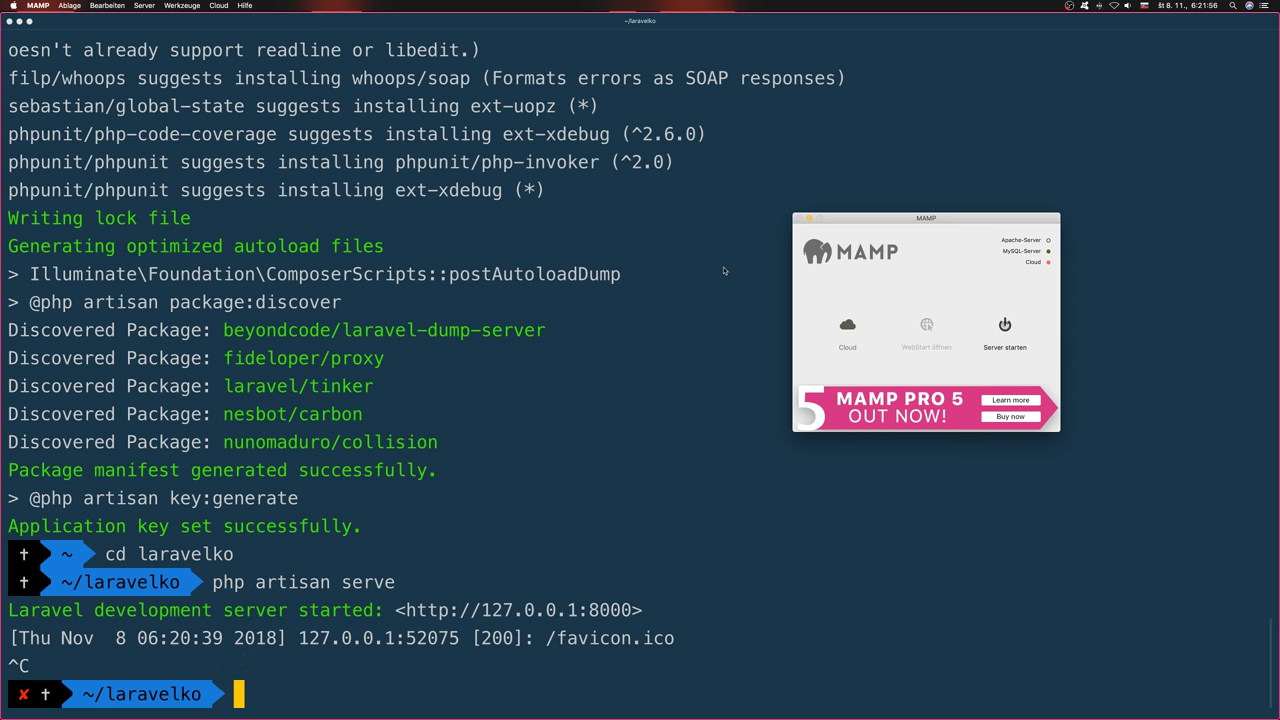 MAMP Ablage Bearbeiten Server Werkzeuge Cloud Hilfe
št 8. 11., 6:21:56
~/laravelko
oesn't already support readline or libedit.)
filp/whoops suggests installing whoops/soap (Formats errors as SOAP responses)
sebastian/global-state suggests installing ext-uopz (*)
phpunit/php-code-coverage suggests installing ext-xdebug (^2.6.0)
phpunit/phpunit suggests installing phpunit/php-invoker (^2.0)
phpunit/phpunit suggests installing ext-xdebug (*)
Writing lock file
Generating optimized autoload files
> Illuminate\Foundation\ComposerScripts::postAutoloadDump
> @php artisan package:discover
Discovered Package: beyondcode/laravel-dump-server
Discovered Package: fideloper/proxy
Discovered Package: laravel/tinker
Discovered Package: nesbot/carbon
Discovered Package: nunomaduro/collision
Package manifest generated successfully.
> @php artisan key:generate
Application key set successfully.
† ~ cd laravelko
† ~/laravelko php artisan serve
Laravel development server started: <http://127.0.0.1:8000>
[Thu Nov  8 06:20:39 2018] 127.0.0.1:52075 [200]: /favicon.ico
^C
✘ † ~/laravelko
MAMP
MAMP
Apache-Server
MySQL-Server
Cloud
Cloud
WebStart öffnen
Server starten
5 MAMP PRO 5
OUT NOW!
Learn more
Buy now